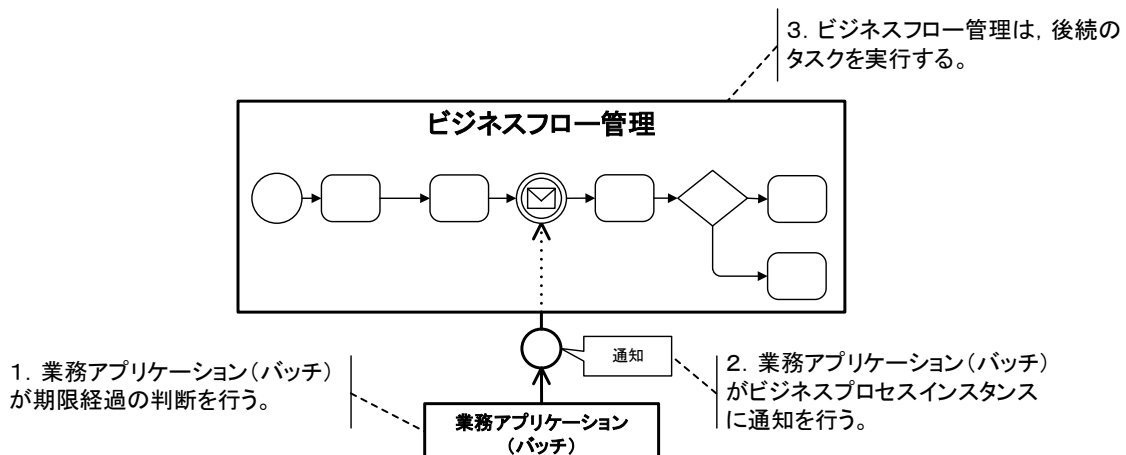 3．ビジネスフロー管理は，後続の
タスクを実行する。
ビジネスフロー管理
通知
1．業務アプリケーション（バッチ）
が期限経過の判断を行う。
2．業務アプリケーション（バッチ）
がビジネスプロセスインスタンス
に通知を行う。
業務アプリケーション
（バッチ）